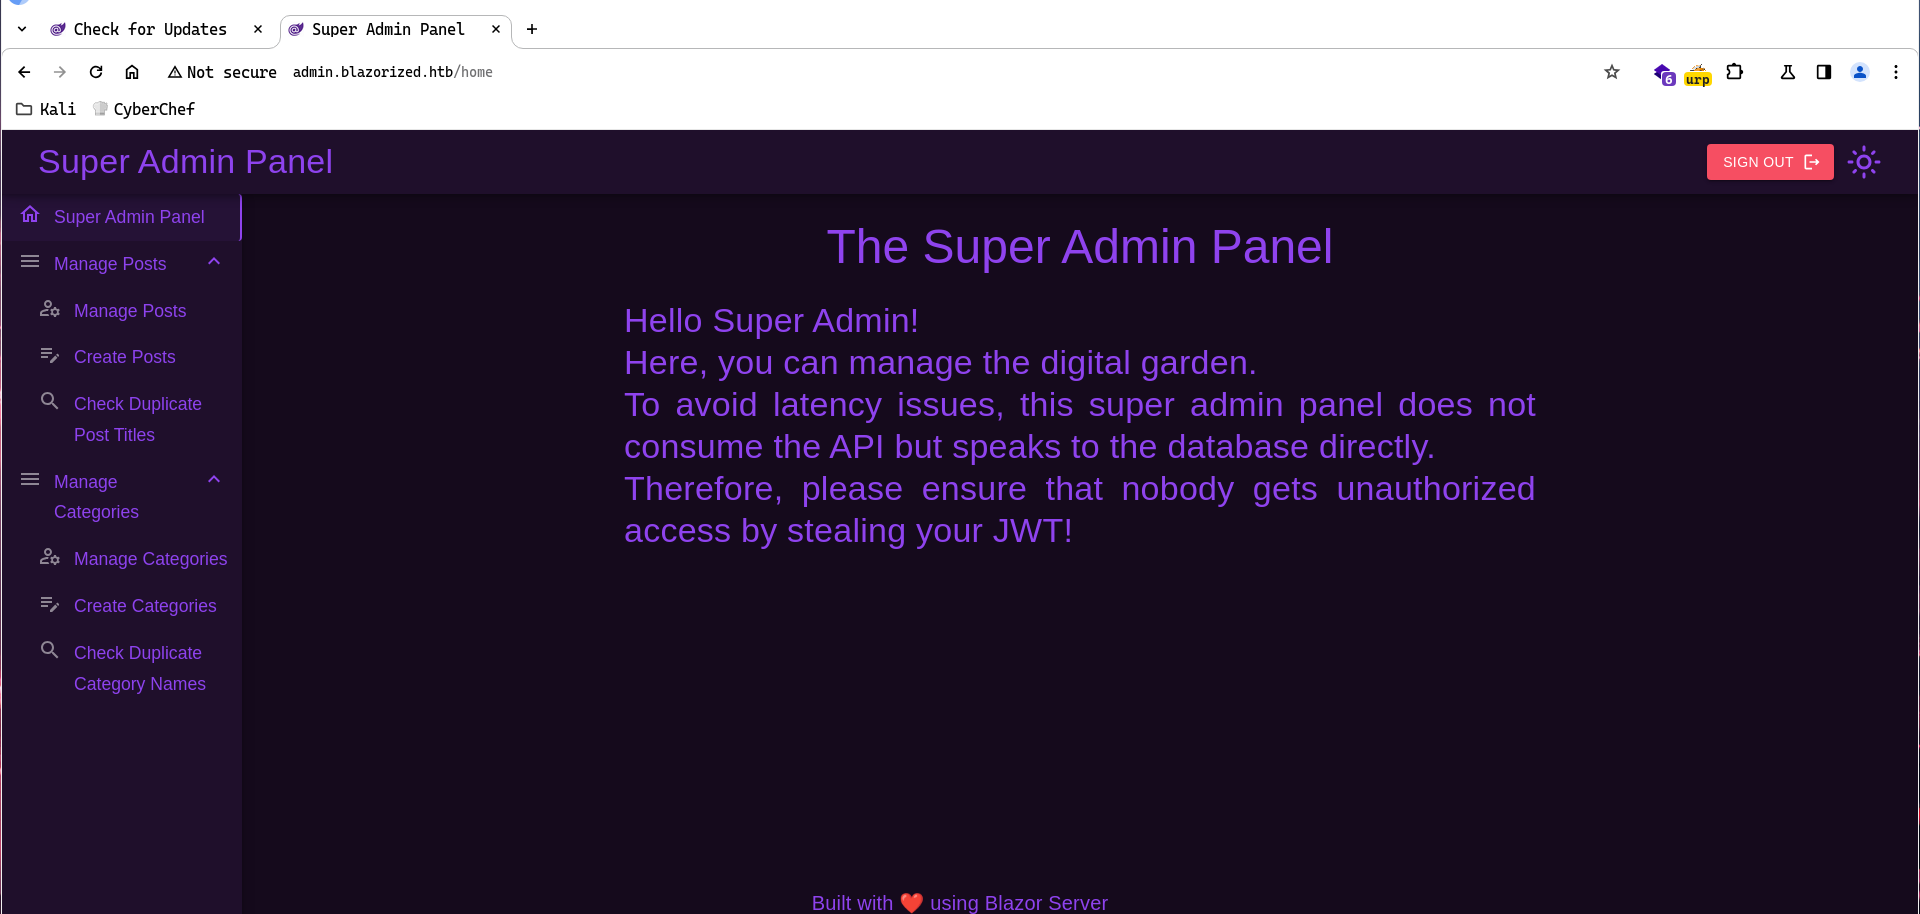 Check for Updates
Super Admin Panel
Not secure admin.blazorized.htb/home
6
urp
Kali
CyberChef
Super Admin Panel
SIGN OUT
Super Admin Panel
Manage Posts
Manage Posts
Create Posts
Check Duplicate
Post Titles
Manage
Categories
Manage Categories
Create Categories
Check Duplicate
Category Names
The Super Admin Panel
Hello Super Admin!
Here, you can manage the digital garden.
To avoid latency issues, this super admin panel does not
consume the API but speaks to the database directly.
Therefore, please ensure that nobody gets unauthorized
access by stealing your JWT!
Built with ❤️ using Blazor Server